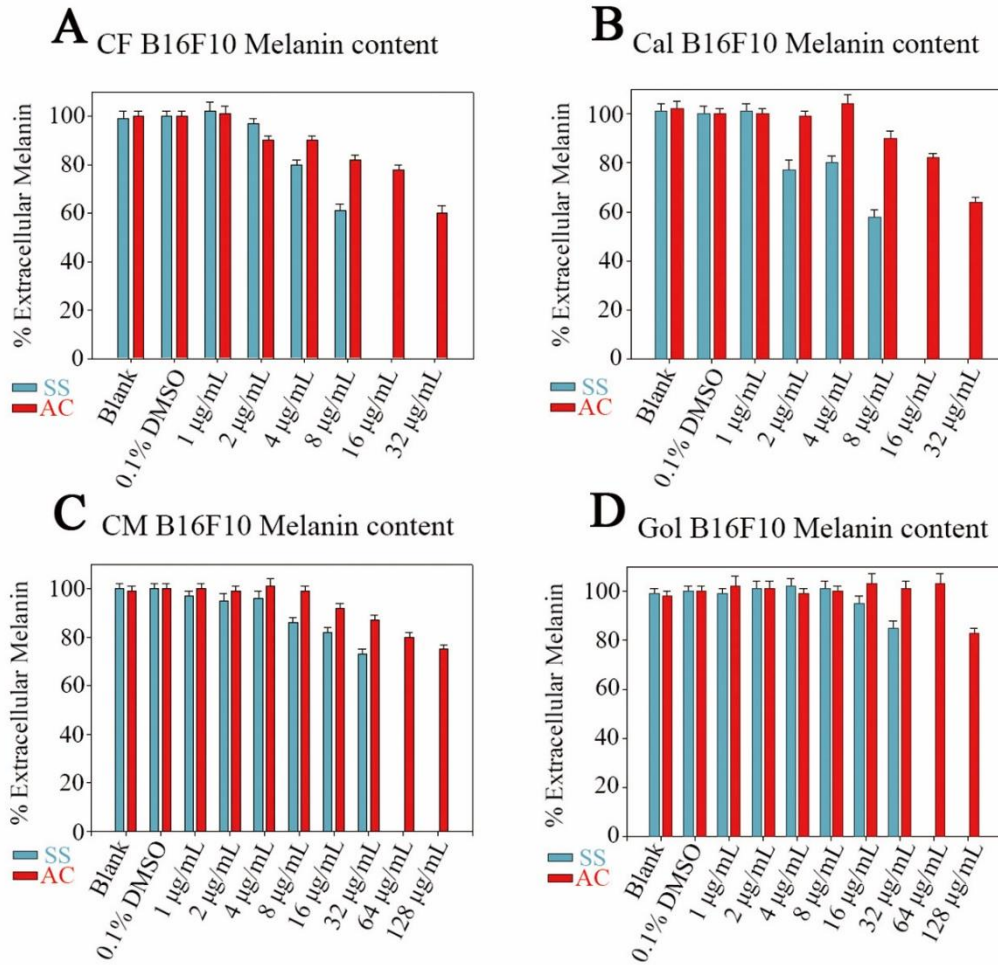 A
CF B16F10 Melanin content
% Extracellular Melanin
100
80
60
40
20
0
SS
AC
Blank
0.1% DMSO
1 µg/mL
2 µg/mL
4 µg/mL
8 µg/mL
16 µg/mL
32 µg/mL
B
Cal B16F10 Melanin content
% Extracellular Melanin
100
80
60
40
20
0
SS
AC
Blank
0.1% DMSO
1 µg/mL
2 µg/mL
4 µg/mL
8 µg/mL
16 µg/mL
32 µg/mL
C
CM B16F10 Melanin content
% Extracellular Melanin
100
80
60
40
20
0
SS
AC
Blank
0.1% DMSO
1 µg/mL
2 µg/mL
4 µg/mL
8 µg/mL
16 µg/mL
32 µg/mL
64 µg/mL
128 µg/mL
D
Gol B16F10 Melanin content
% Extracellular Melanin
100
80
60
40
20
0
SS
AC
Blank
0.1% DMSO
1 µg/mL
2 µg/mL
4 µg/mL
8 µg/mL
16 µg/mL
32 µg/mL
64 µg/mL
128 µg/mL